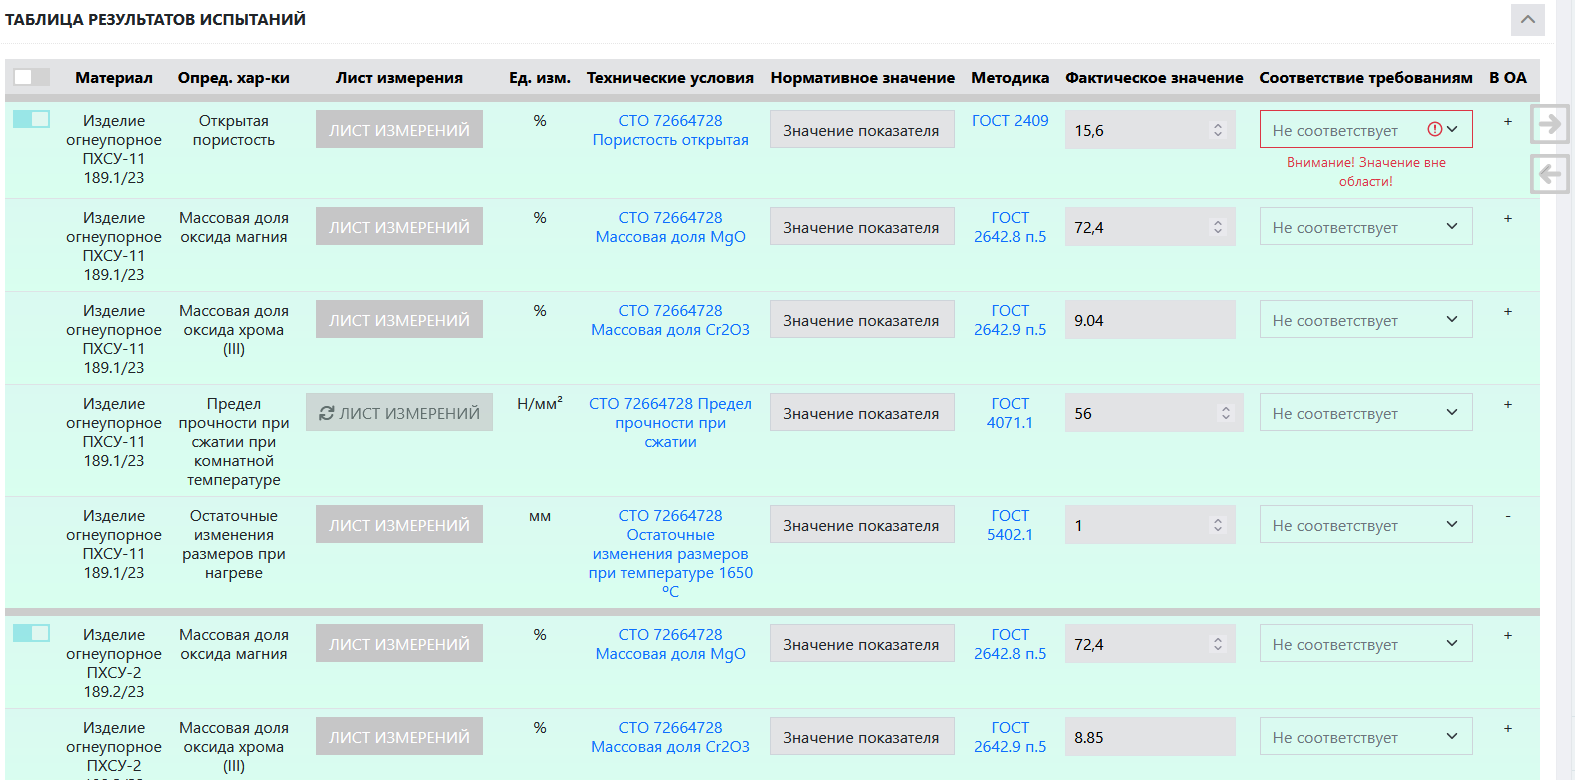 ТАБЛИЦА РЕЗУЛЬТАТОВ ИСПЫТАНИЙ
Материал Опред. хар-ки Лист измерения Ед. изм. Технические условия Нормативное значение Методика Фактическое значение Соответствие требованиям В ОА
Изделие огнеупорное ПХСУ-11 189.1/23 Открытая пористость ЛИСТ ИЗМЕРЕНИЙ % СТО 72664728 Пористость открытая Значение показателя ГОСТ 2409 15,6 Не соответствует +
Внимание! Значение вне
области!
Изделие огнеупорное ПХСУ-11 189.1/23 Массовая доля оксида магния ЛИСТ ИЗМЕРЕНИЙ % СТО 72664728 Массовая доля MgO Значение показателя ГОСТ 2642.8 п.5 72,4 Не соответствует +
Изделие огнеупорное ПХСУ-11 189.1/23 Массовая доля оксида хрома (III) ЛИСТ ИЗМЕРЕНИЙ % СТО 72664728 Массовая доля Cr2O3 Значение показателя ГОСТ 2642.9 п.5 9.04 Не соответствует +
Изделие огнеупорное ПХСУ-11 189.1/23 Предел прочности при сжатии при комнатной температуре ЛИСТ ИЗМЕРЕНИЙ Н/мм² СТО 72664728 Предел прочности при сжатии Значение показателя ГОСТ 4071.1 56 Не соответствует +
Изделие огнеупорное ПХСУ-11 189.1/23 Остаточные изменения размеров при нагреве ЛИСТ ИЗМЕРЕНИЙ мм СТО 72664728 Остаточные изменения размеров при температуре 1650 ºС Значение показателя ГОСТ 5402.1 1 Не соответствует -
Изделие огнеупорное ПХСУ-2 189.2/23 Массовая доля оксида магния ЛИСТ ИЗМЕРЕНИЙ % СТО 72664728 Массовая доля MgO Значение показателя ГОСТ 2642.8 п.5 72,4 Не соответствует +
Изделие огнеупорное ПХСУ-2 Массовая доля оксида хрома (III) ЛИСТ ИЗМЕРЕНИЙ % СТО 72664728 Массовая доля Cr2O3 Значение показателя ГОСТ 2642.9 п.5 8.85 Не соответствует +